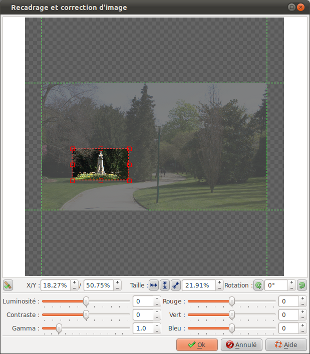 Recadrage et correction d'image
X/Y : 18.27% / 50,75% Taille : 21.91% Rotation : 0°
Luminosité : 0 Rouge : 0
Contraste : 0 Vert : 0
Gamma : 1.0 Bleu : 0
Ok Annulé Aide